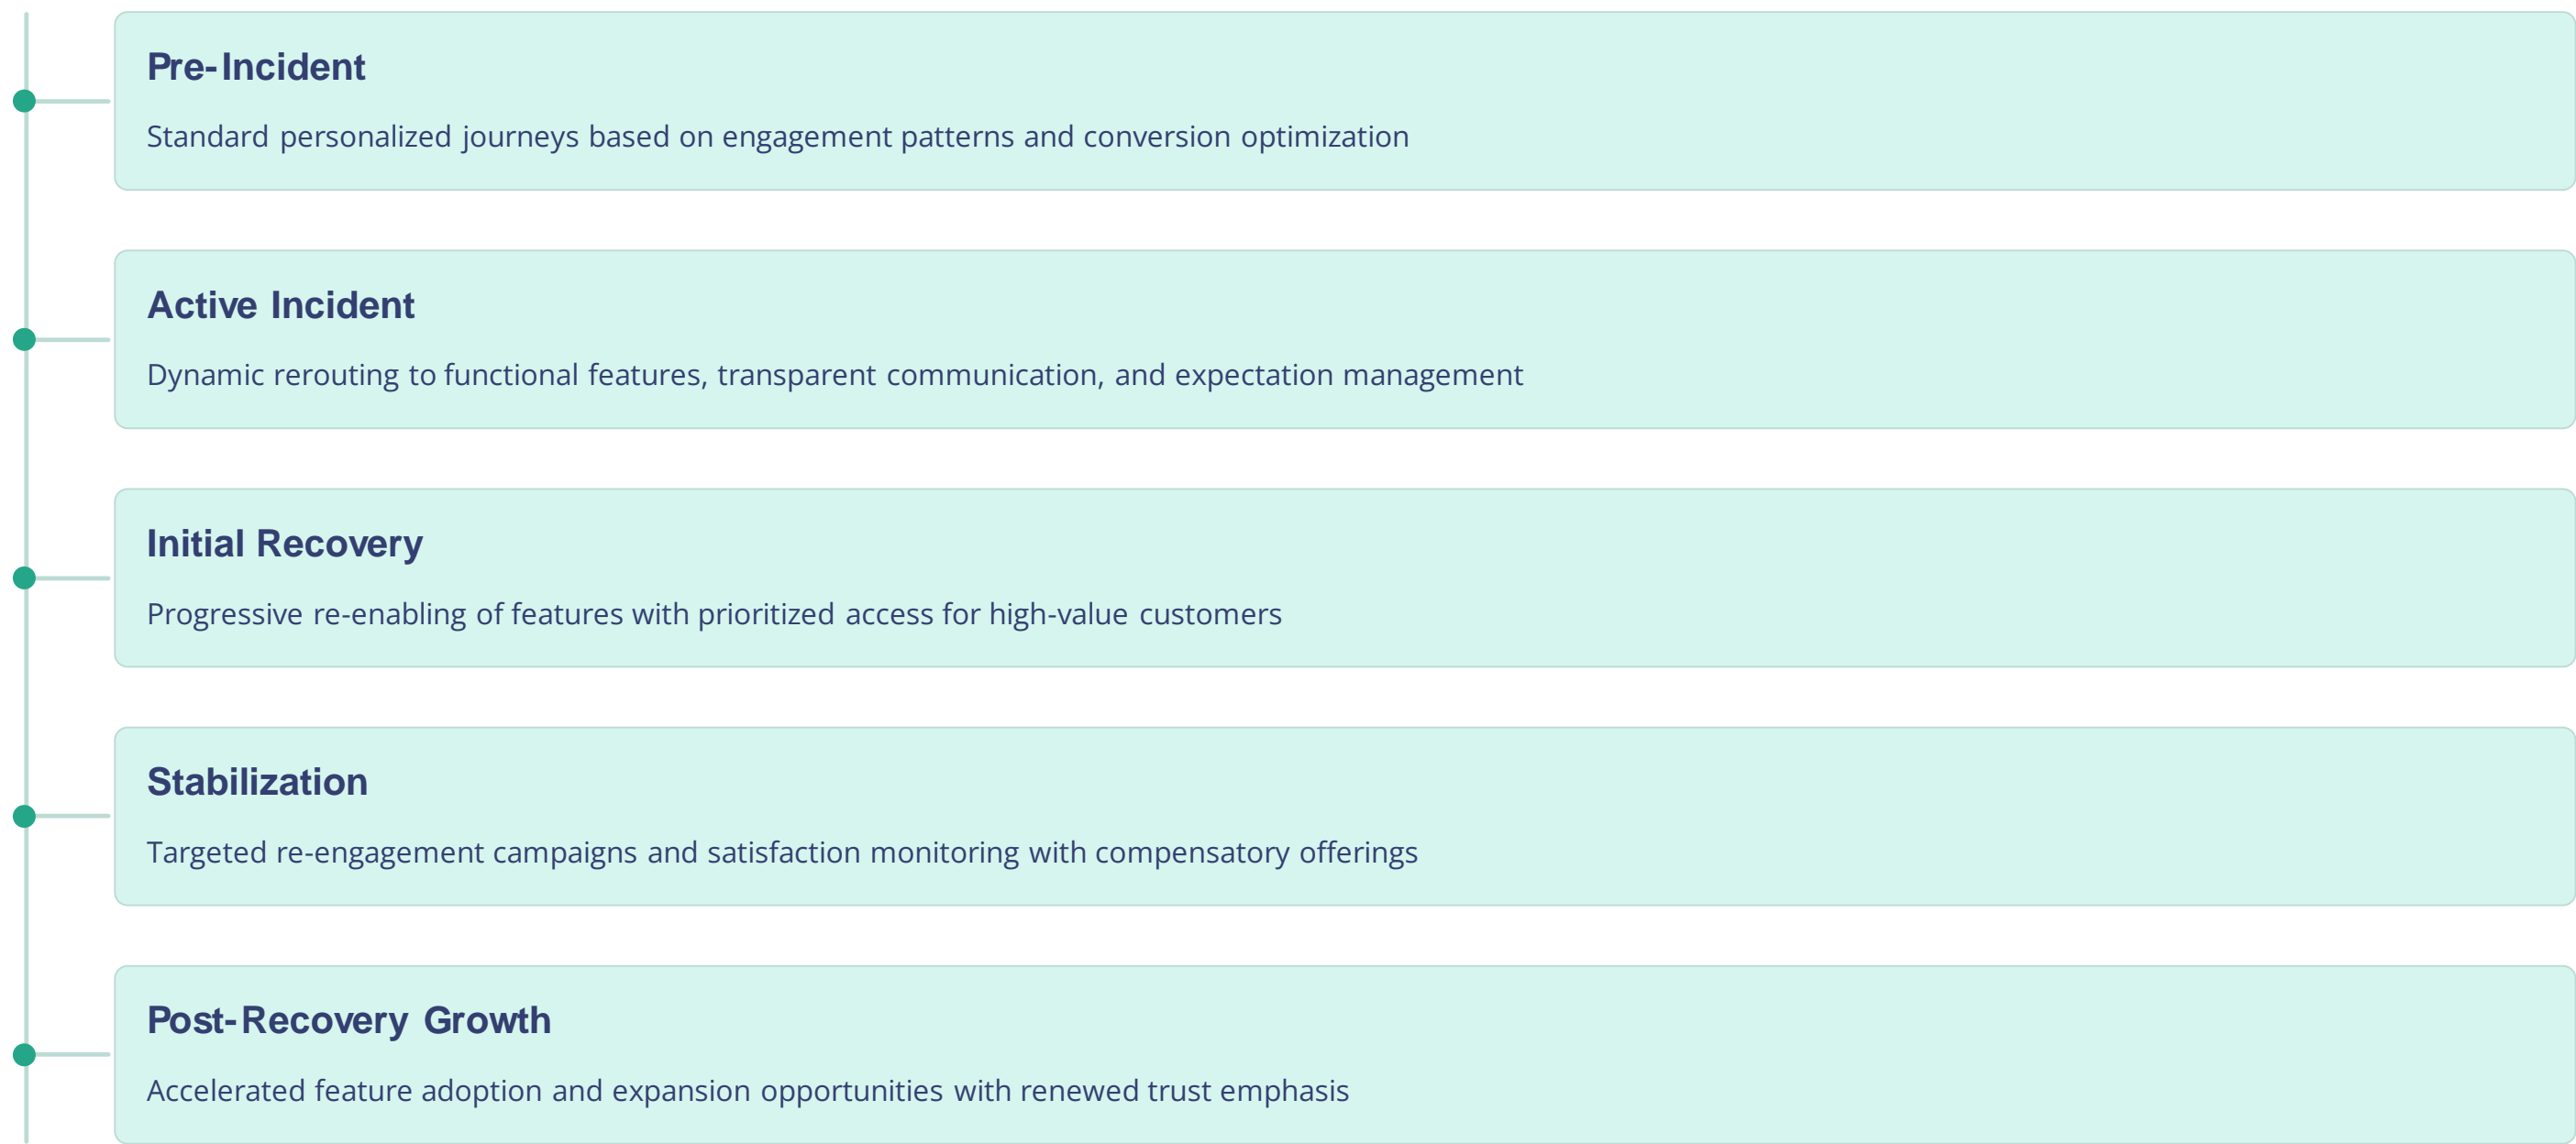 Pre-Incident
Standard personalized journeys based on engagement patterns and conversion optimization
Active Incident
Dynamic rerouting to functional features, transparent communication, and expectation management
Initial Recovery
Progressive re-enabling of features with prioritized access for high-value customers
Stabilization
Targeted re-engagement campaigns and satisfaction monitoring with compensatory offerings
Post-Recovery Growth
Accelerated feature adoption and expansion opportunities with renewed trust emphasis